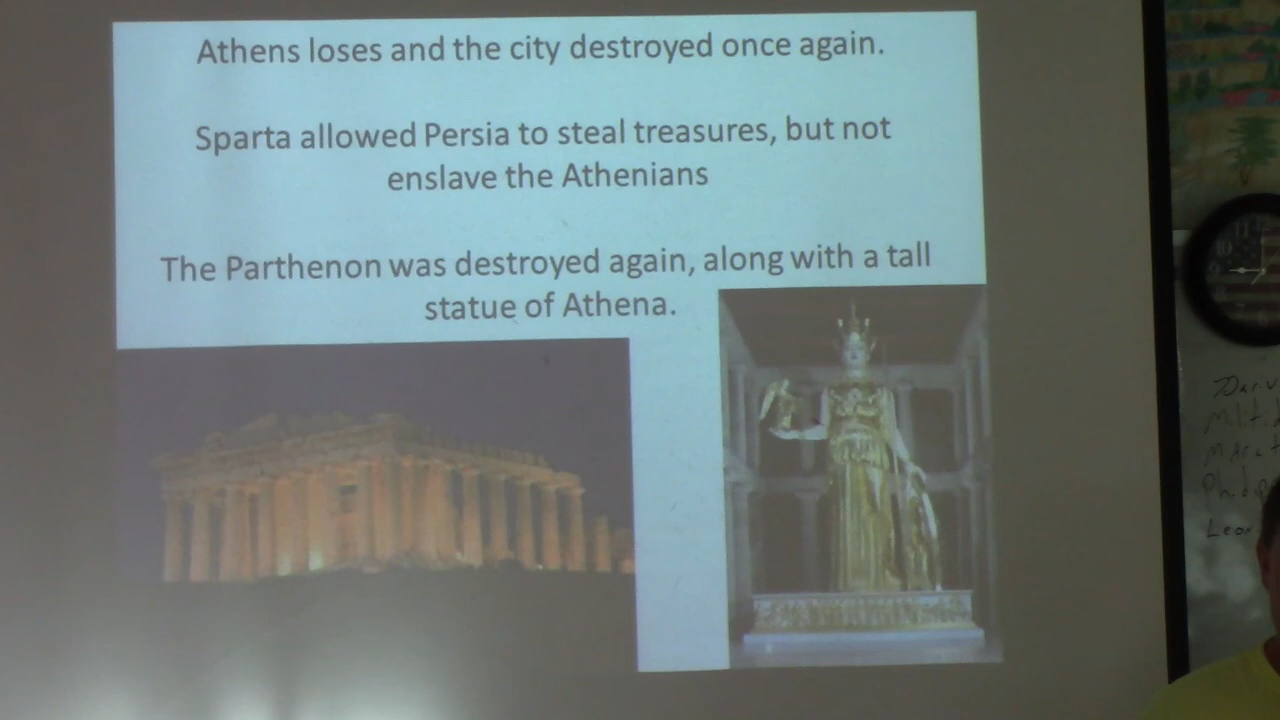 Athens loses and the city destroyed once again.
Sparta allowed Persia to steal treasures, but not
enslave the Athenians
The Parthenon was destroyed again, along with a tall
statue of Athena.